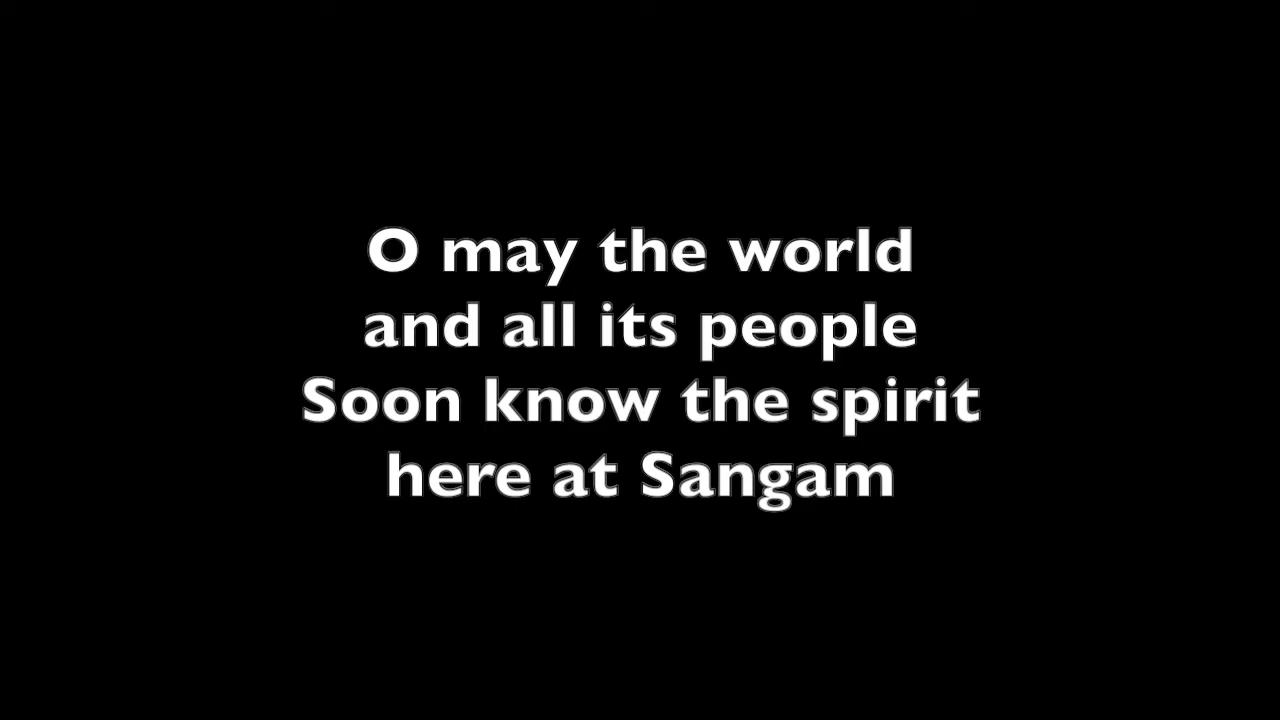 O may the world
and all its people
Soon know the spirit
here at Sangam